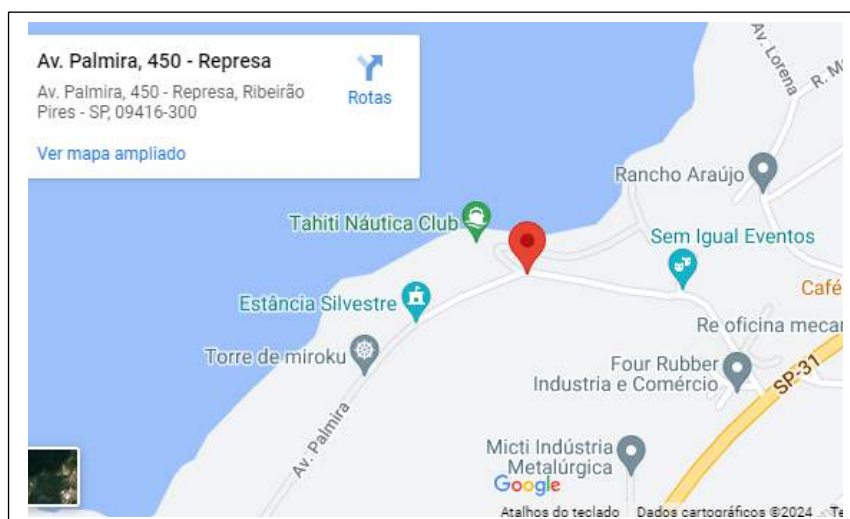 Av. Palmira, 450 - Represa
Av. Palmira, 450 - Represa, Ribeirão
Pires - SP, 09416-300
Rotas
Ver mapa ampliado
Av. Lorena
R. M
Rancho Araújo
Tahiti Náutica Club
Sem Igual Eventos
Café
Estância Silvestre
Re oficina mecan
Torre de miroku
Four Rubber
Industria e Comércio
SP-31
Av. Palmira
Micti Indústria
Metalúrgica
Google
Atalhos do teclado
Dados cartográficos ©2024
Te